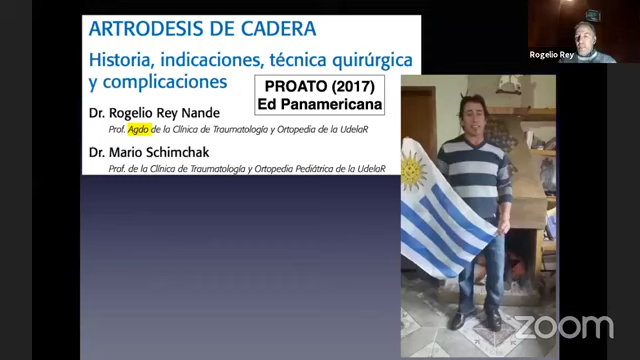 ARTRODESIS DE CADERA
Historia, indicaciones, técnica quirúrgica
y complicaciones
PROATO (2017)
Ed Panamericana
Dr. Rogelio Rey Nande
Prof. Agdo de la Clínica de Traumatología y Ortopedia de la UdelaR
Dr. Mario Schimchak
Prof. de la Clínica de Traumatología y Ortopedia Pediátrica de la UdelaR
Rogelio Rey
zoom